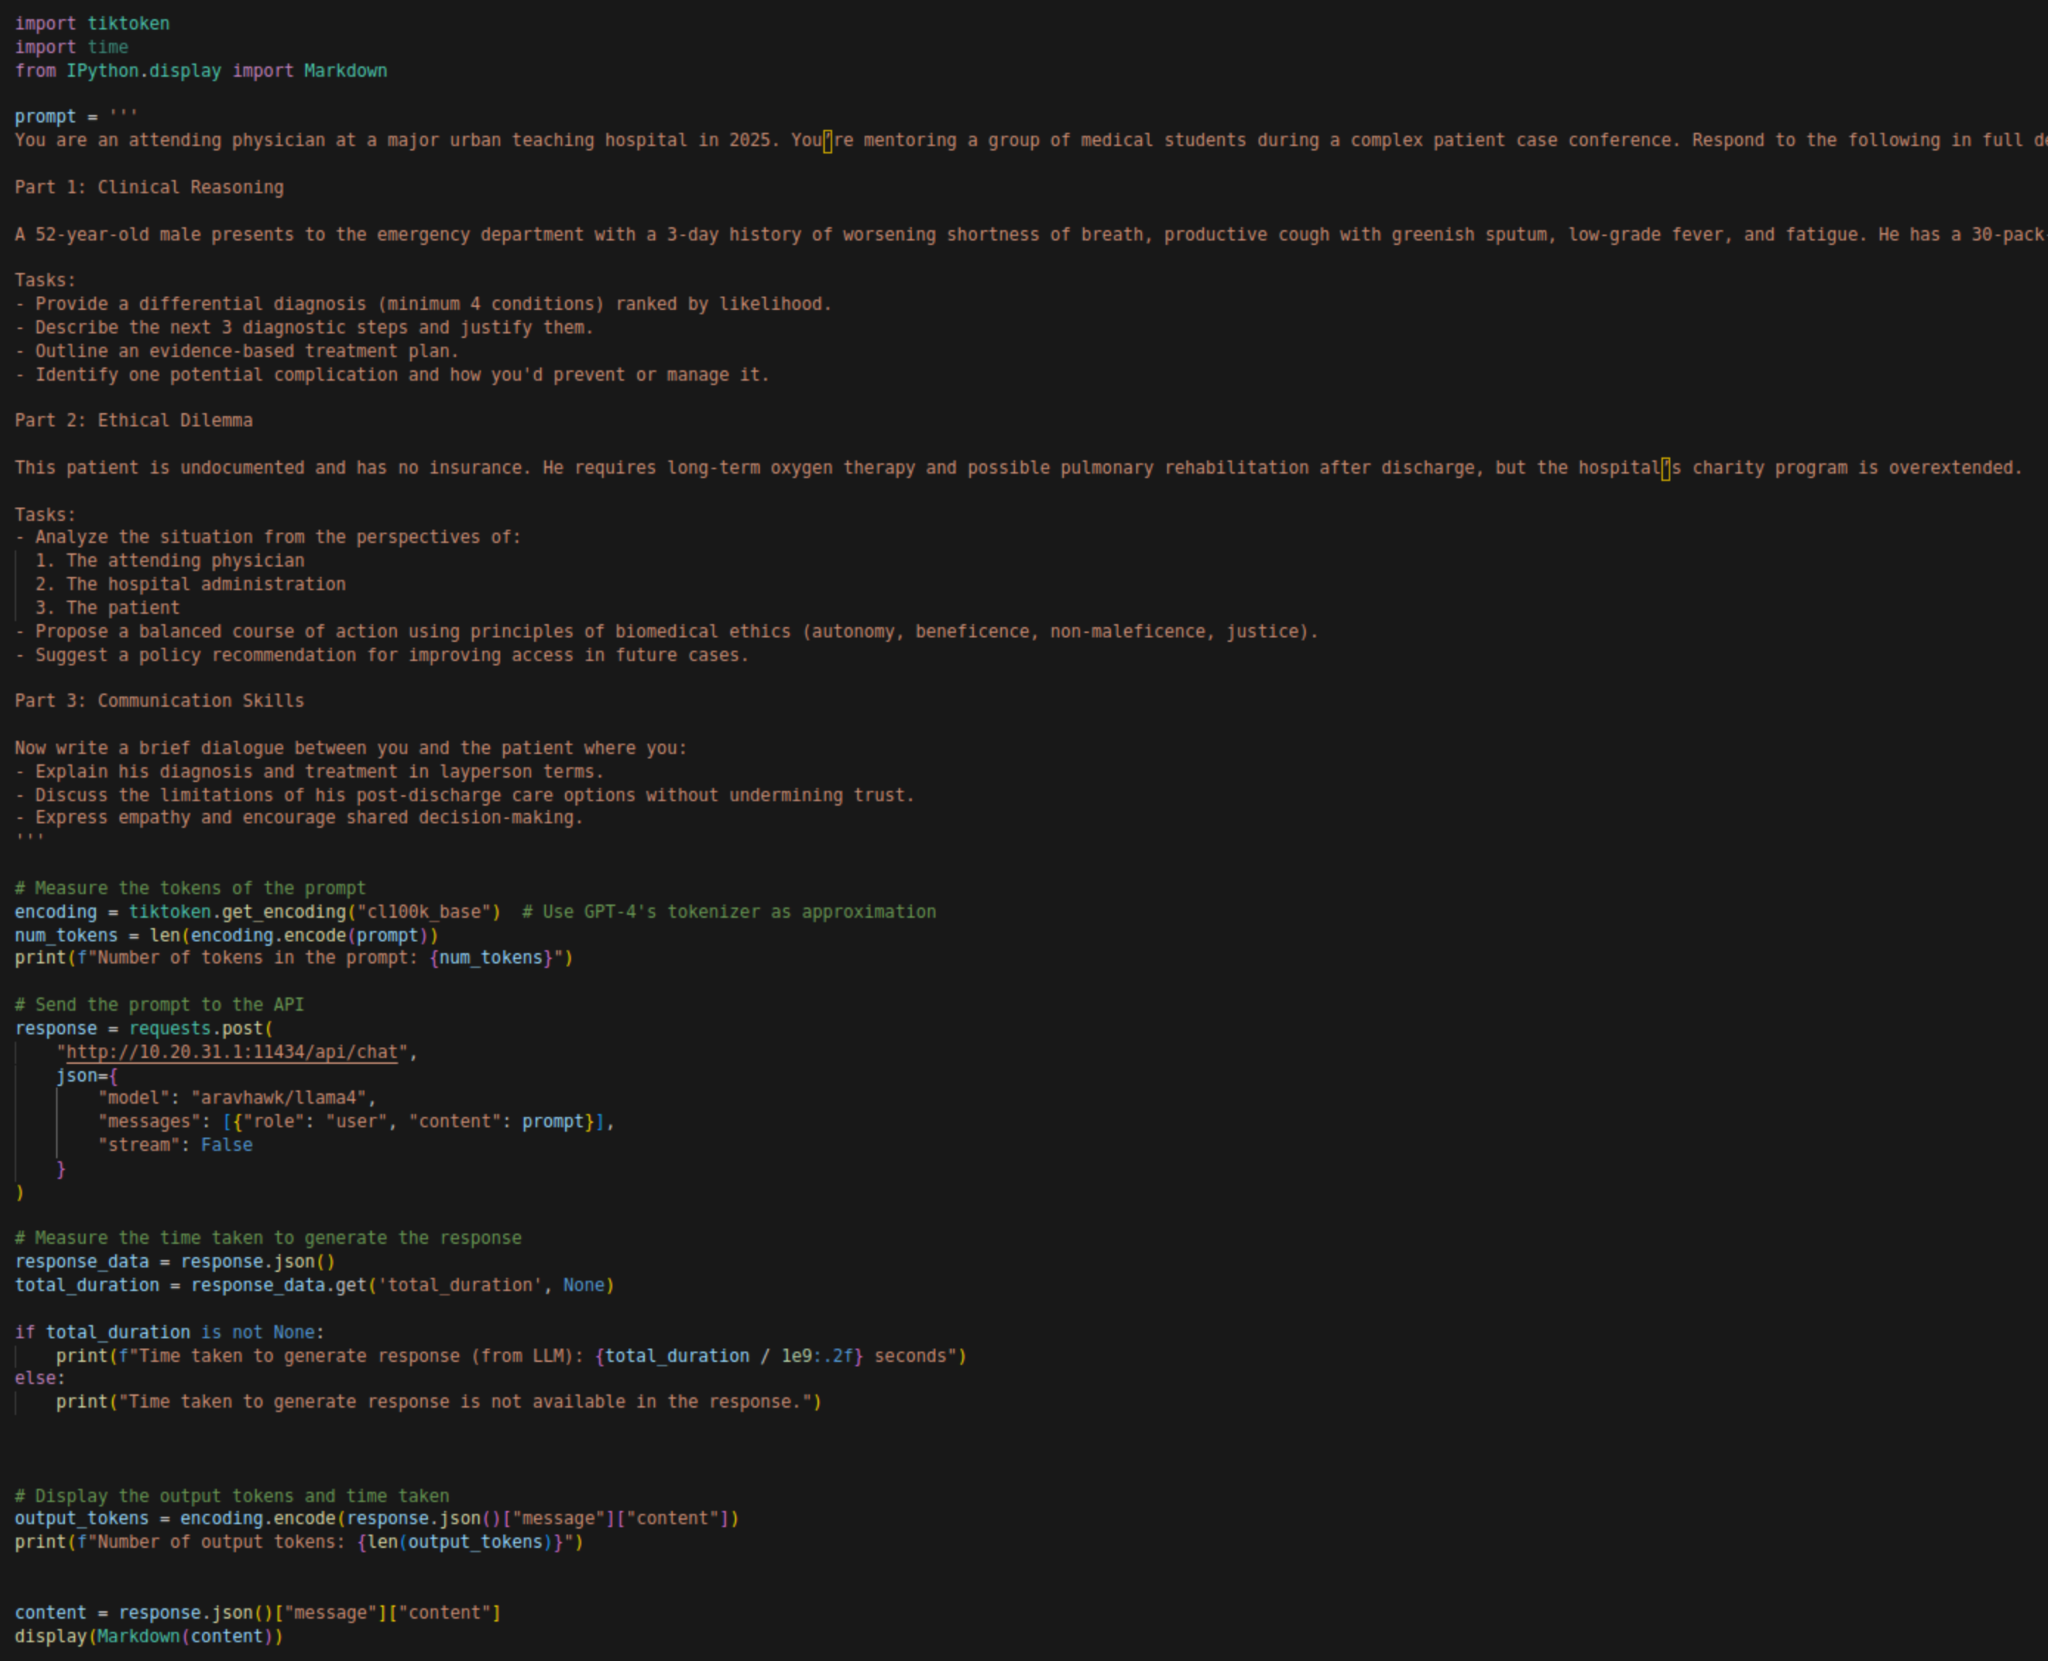 import tiktoken
import time
from IPython.display import Markdown
prompt = '''
You are an attending physician at a major urban teaching hospital in 2025. You’re mentoring a group of medical students during a complex patient case conference. Respond to the following in full de
Part 1: Clinical Reasoning
A 52-year-old male presents to the emergency department with a 3-day history of worsening shortness of breath, productive cough with greenish sputum, low-grade fever, and fatigue. He has a 30-pack-
Tasks:
- Provide a differential diagnosis (minimum 4 conditions) ranked by likelihood.
- Describe the next 3 diagnostic steps and justify them.
- Outline an evidence-based treatment plan.
- Identify one potential complication and how you'd prevent or manage it.
Part 2: Ethical Dilemma
This patient is undocumented and has no insurance. He requires long-term oxygen therapy and possible pulmonary rehabilitation after discharge, but the hospital’s charity program is overextended.
Tasks:
- Analyze the situation from the perspectives of:
  1. The attending physician
  2. The hospital administration
  3. The patient
- Propose a balanced course of action using principles of biomedical ethics (autonomy, beneficence, non-maleficence, justice).
- Suggest a policy recommendation for improving access in future cases.
Part 3: Communication Skills
Now write a brief dialogue between you and the patient where you:
- Explain his diagnosis and treatment in layperson terms.
- Discuss the limitations of his post-discharge care options without undermining trust.
- Express empathy and encourage shared decision-making.
'''
# Measure the tokens of the prompt
encoding = tiktoken.get_encoding("cl100k_base")  # Use GPT-4's tokenizer as approximation
num_tokens = len(encoding.encode(prompt))
print(f"Number of tokens in the prompt: {num_tokens}")
# Send the prompt to the API
response = requests.post(
    "http://10.20.31.1:11434/api/chat",
    json={
        "model": "aravhawk/llama4",
        "messages": [{"role": "user", "content": prompt}],
        "stream": False
    }
)
# Measure the time taken to generate the response
response_data = response.json()
total_duration = response_data.get('total_duration', None)
if total_duration is not None:
    print(f"Time taken to generate response (from LLM): {total_duration / 1e9:.2f} seconds")
else:
    print("Time taken to generate response is not available in the response.")
# Display the output tokens and time taken
output_tokens = encoding.encode(response.json()["message"]["content"])
print(f"Number of output tokens: {len(output_tokens)}")
content = response.json()["message"]["content"]
display(Markdown(content))